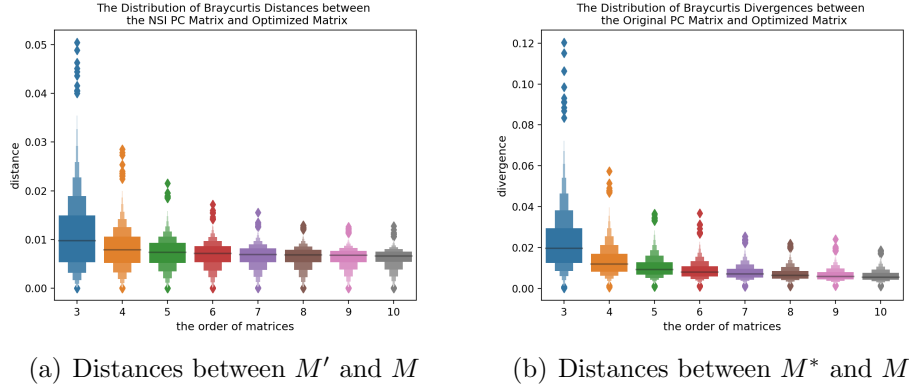 The Distribution of Braycurtis Distances between
the NSI PC Matrix and Optimized Matrix
0.05
0.04
0.03
0.02
0.01
0.00
distance
3 4 5 6 7 8 9 10
the order of matrices
(a) Distances between M′ and M
The Distribution of Braycurtis Divergences between
the Original PC Matrix and Optimized Matrix
0.12
0.10
0.08
0.06
0.04
0.02
0.00
divergence
3 4 5 6 7 8 9 10
the order of matrices
(b) Distances between M* and M